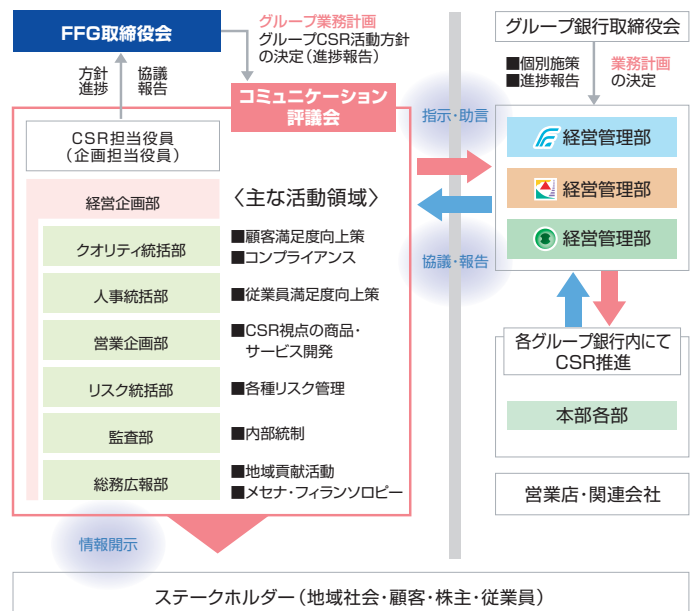 FFG取締役会
グループ業務計画
グループCSR活動方針
の決定(進捗報告)
方針
進捗
協議
報告
コミュニケーション
評議会
CSR担当役員
(企画担当役員)
経営企画部
〈主な活動領域〉
クオリティ統括部
■顧客満足度向上策
■コンプライアンス
人事統括部
■従業員満足度向上策
営業企画部
■CSR視点の商品・
サービス開発
リスク統括部
■各種リスク管理
監査部
■内部統制
総務広報部
■地域貢献活動
■メセナ・フィランソロピー
情報開示
指示・助言
協議・報告
グループ銀行取締役会
■個別施策
■進捗報告
業務計画
の決定
経営管理部
経営管理部
経営管理部
各グループ銀行内にて
CSR推進
本部各部
営業店・関連会社
ステークホルダー(地域社会・顧客・株主・従業員)